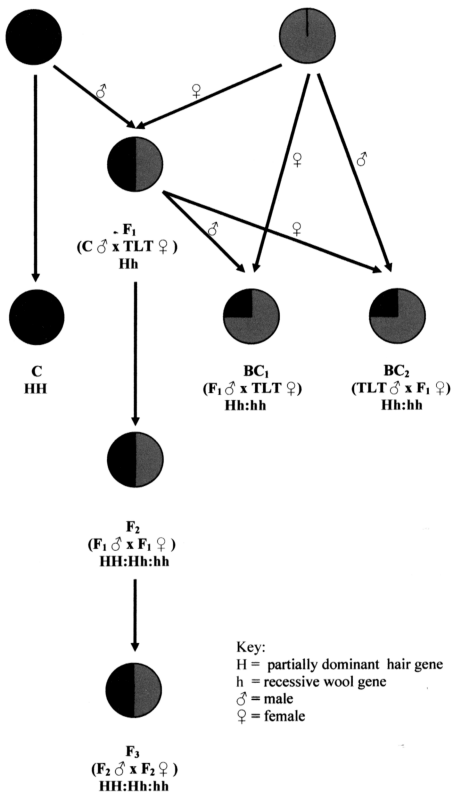 ♂
♀
♀
♂
F₁
(C ♂ x TLT ♀)
Hh
♂
♀
C
HH
BC₁
(F₁ ♂ x TLT ♀)
Hh:hh
BC₂
(TLT ♂ x F₁ ♀)
Hh:hh
F₂
(F₁ ♂ x F₁ ♀)
HH:Hh:hh
Key:
H = partially dominant hair gene
h = recessive wool gene
♂ = male
♀ = female
F₃
(F₂ ♂ x F₂ ♀)
HH:Hh:hh